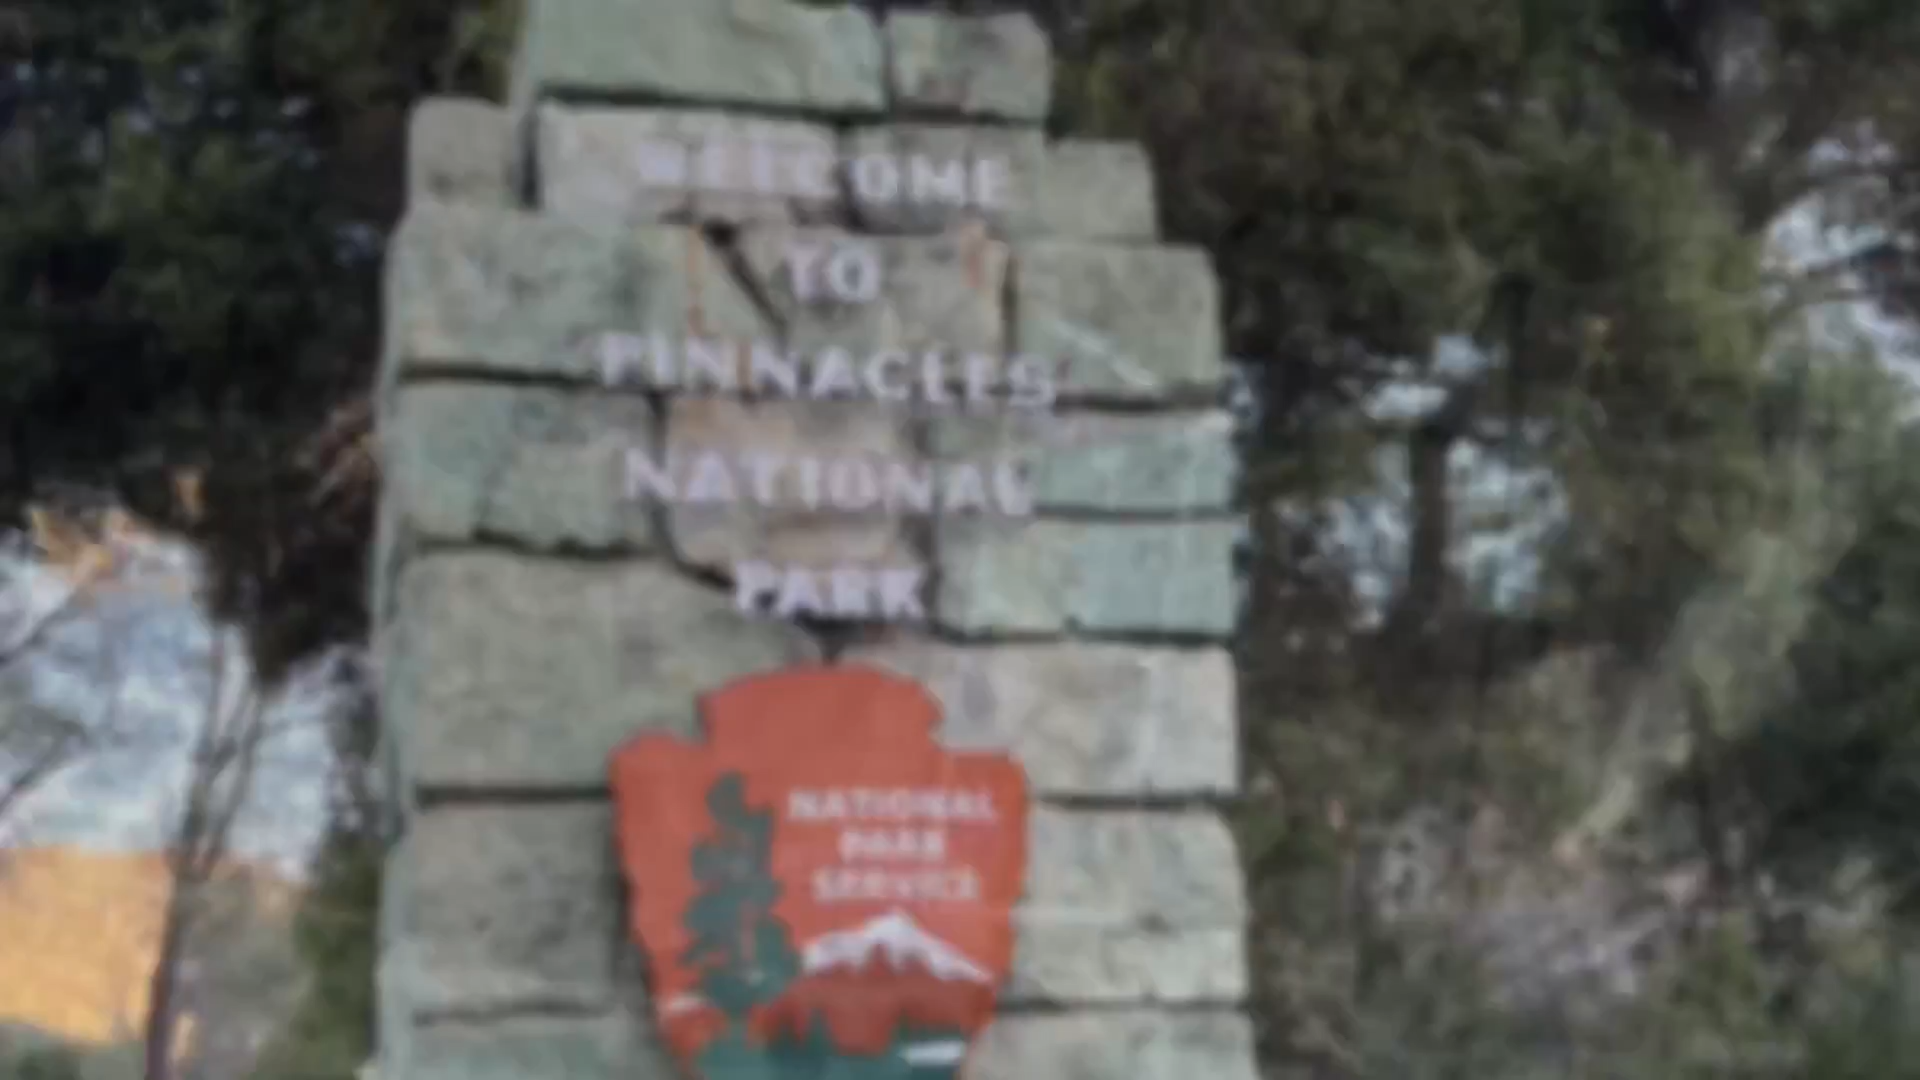 WELCOME
TO
PINNACLES
NATIONAL
PARK
NATIONAL
PARK
SERVICE